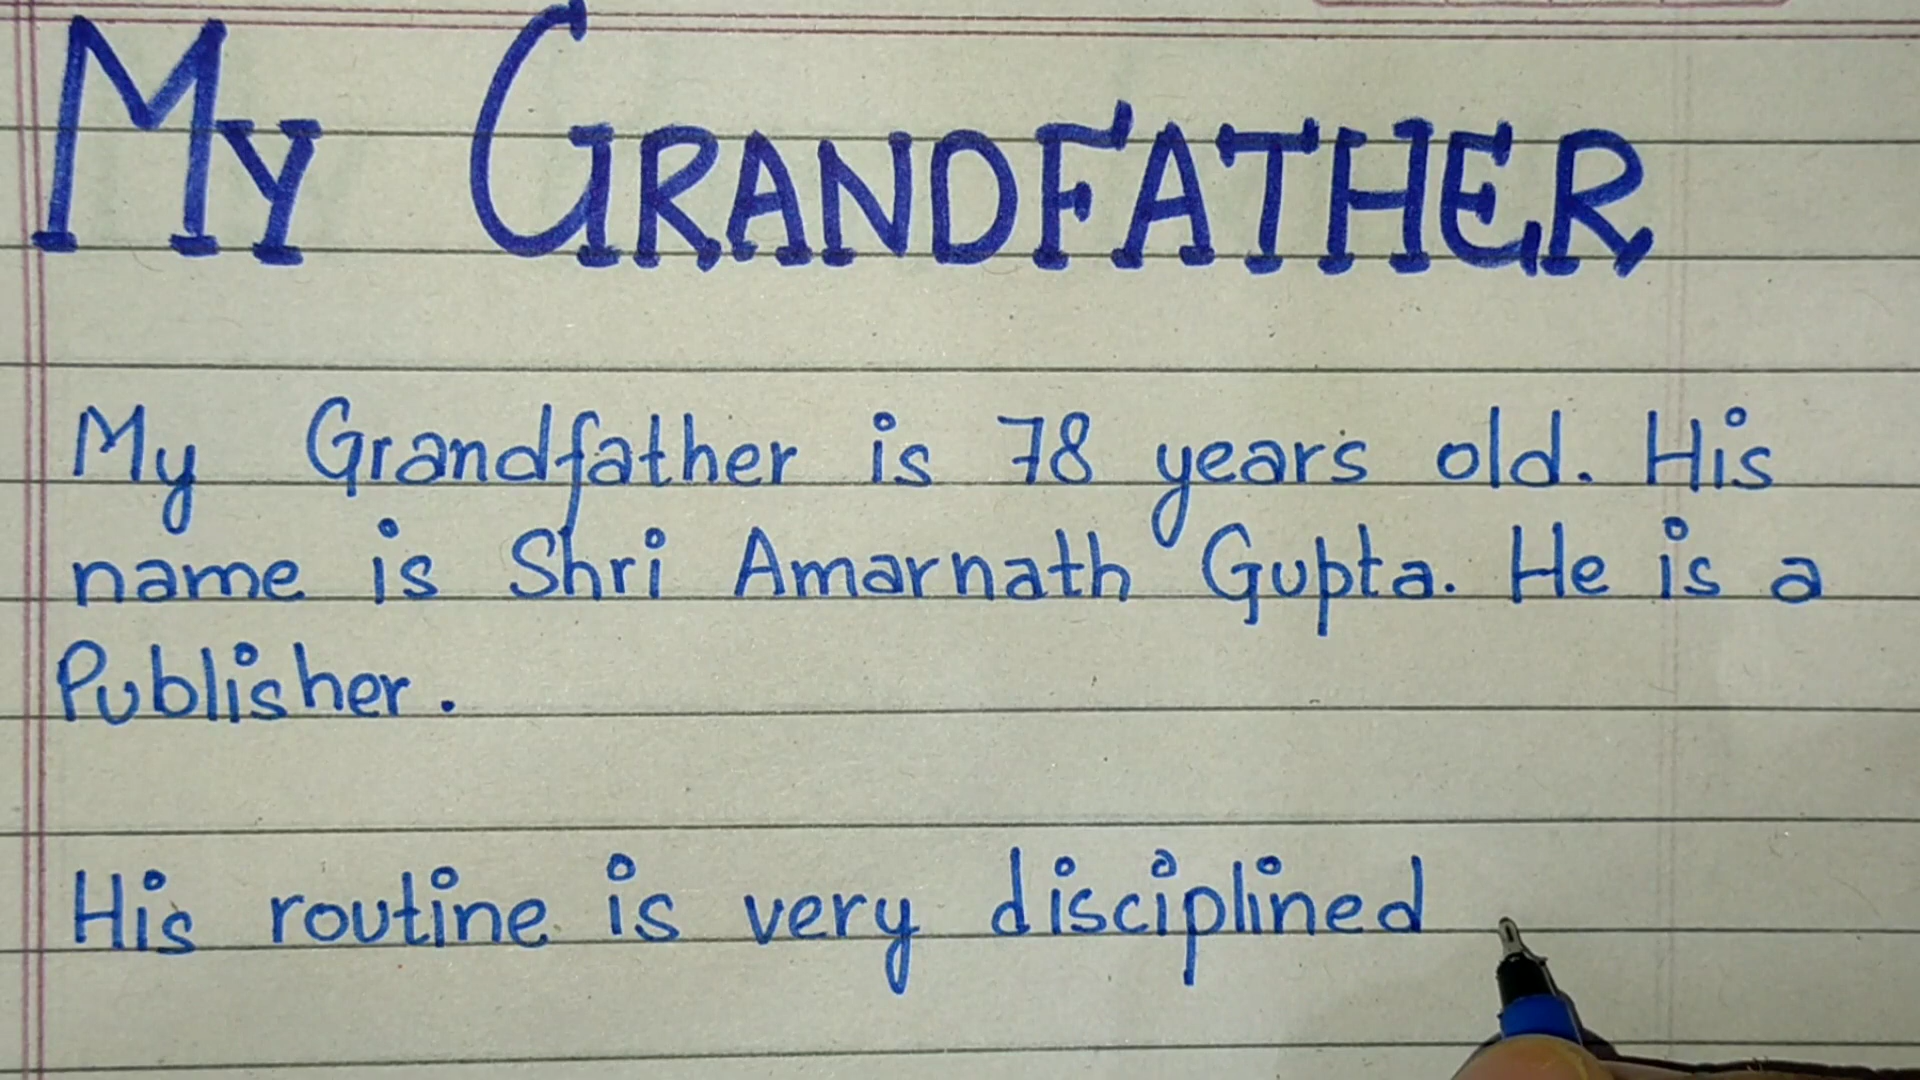 My GRANDFATHER
My Grandfather is 78 years old. His
name is Shri Amarnath Gupta. He is a
Publisher.
His routine is very disciplined